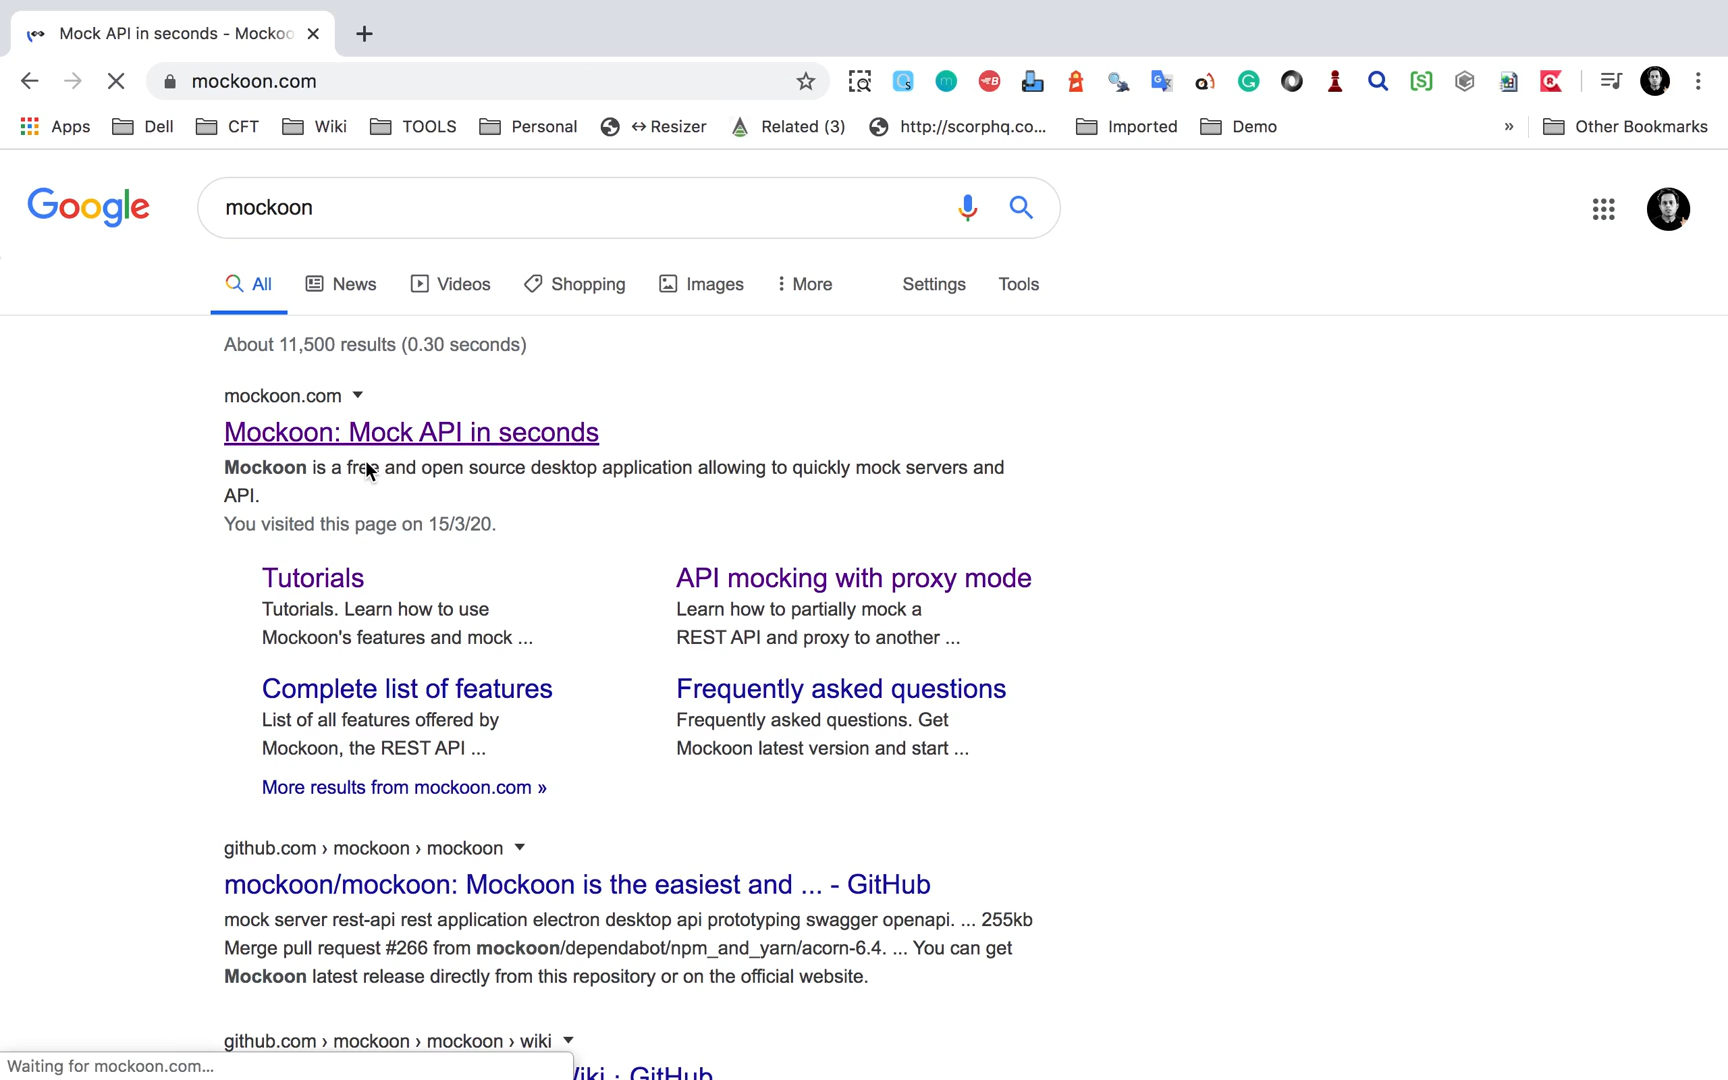 Mock API in seconds - Mockoo
mockoon.com
Apps Dell CFT Wiki TOOLS Personal ↔Resizer Related (3) http://scorphq.co... Imported Demo » Other Bookmarks
Google mockoon
All News Videos Shopping Images More Settings Tools
About 11,500 results (0.30 seconds)
mockoon.com
Mockoon: Mock API in seconds
Mockoon is a free and open source desktop application allowing to quickly mock servers and
API.
You visited this page on 15/3/20.
Tutorials
Tutorials. Learn how to use
Mockoon's features and mock ...
API mocking with proxy mode
Learn how to partially mock a
REST API and proxy to another ...
Complete list of features
List of all features offered by
Mockoon, the REST API ...
Frequently asked questions
Frequently asked questions. Get
Mockoon latest version and start ...
More results from mockoon.com »
github.com › mockoon › mockoon
mockoon/mockoon: Mockoon is the easiest and ... - GitHub
mock server rest-api rest application electron desktop api prototyping swagger openapi. ... 255kb
Merge pull request #266 from mockoon/dependabot/npm_and_yarn/acorn-6.4. ... You can get
Mockoon latest release directly from this repository or on the official website.
github.com › mockoon › mockoon › wiki
Waiting for mockoon.com...
GitHub